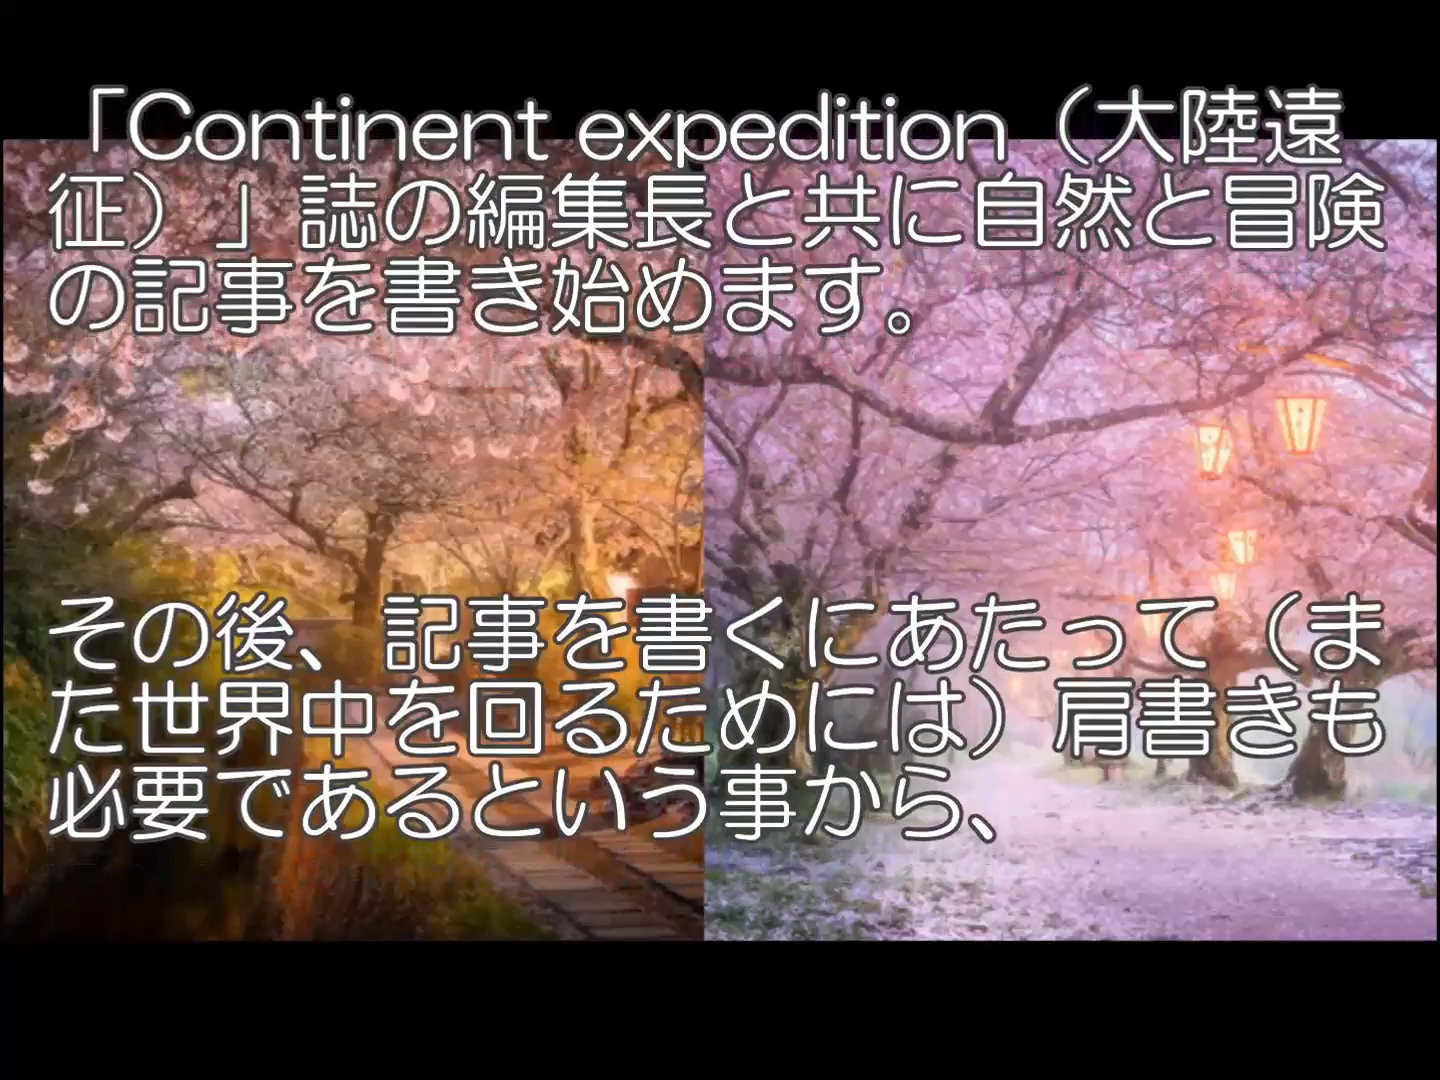 「Continent expedition（大陸遠
征）」誌の編集長と共に自然と冒険
の記事を書き始めます。
その後、記事を書くにあたって（ま
た世界中を回るためには）肩書きも
必要であるという事から、